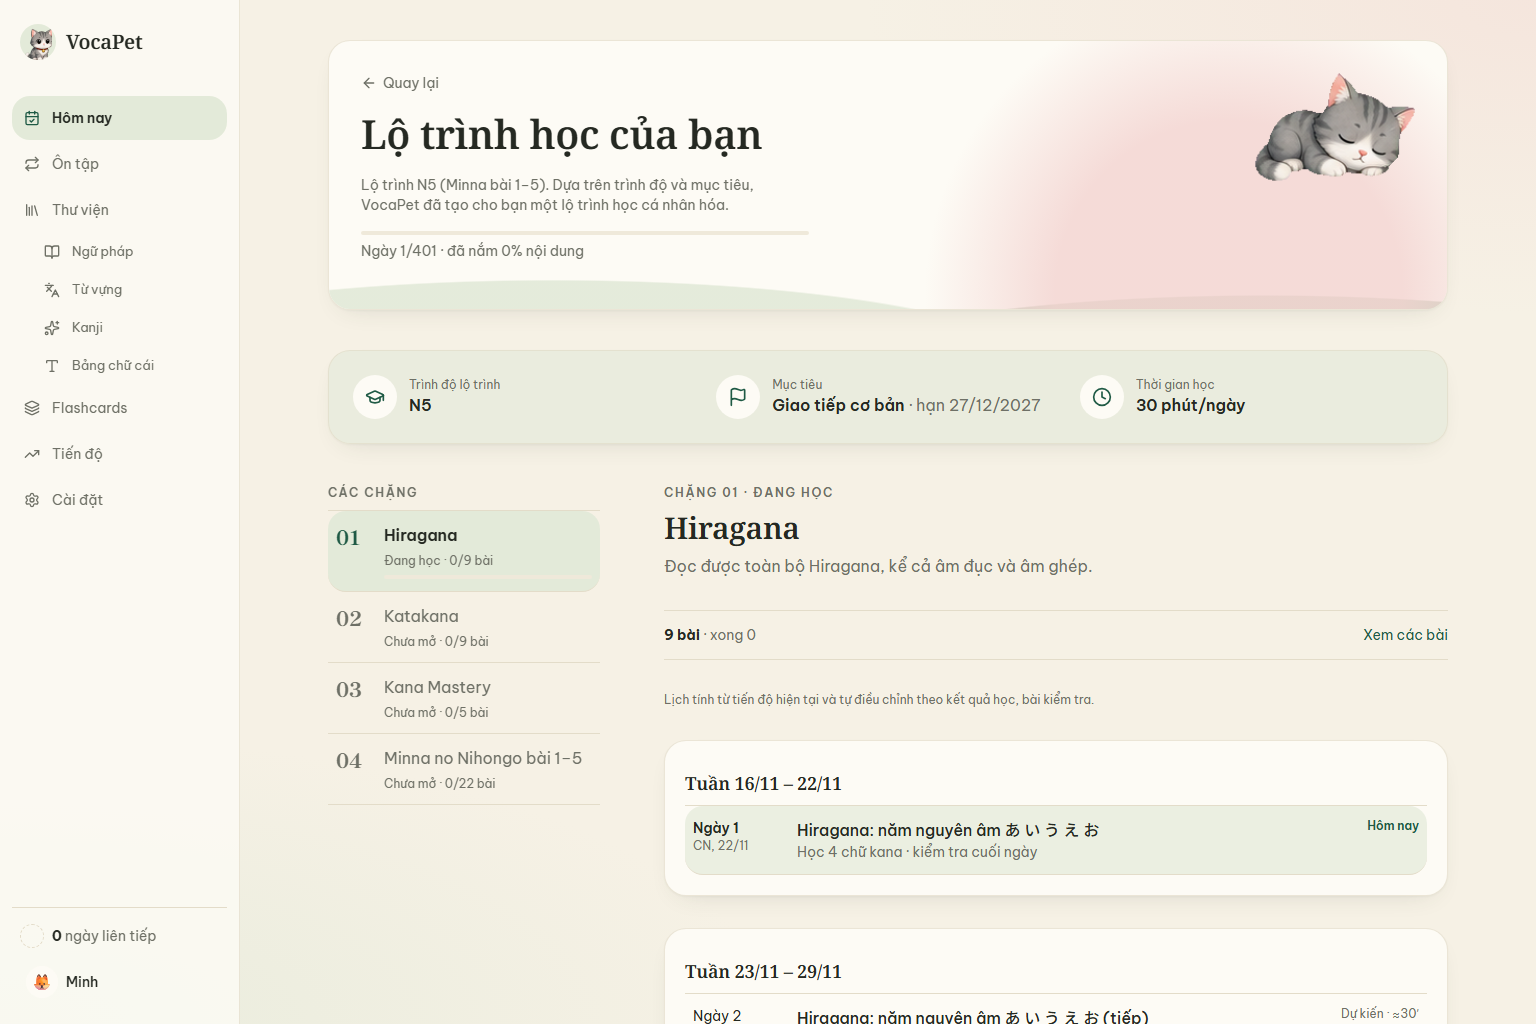 VocaPet
Hôm nay
Ôn tập
Thư viện
Ngữ pháp
Từ vựng
Kanji
Bảng chữ cái
Flashcards
Tiến độ
Cài đặt
0 ngày liên tiếp
Minh
Quay lại
Lộ trình học của bạn
Lộ trình N5 (Minna bài 1–5). Dựa trên trình độ và mục tiêu,
VocaPet đã tạo cho bạn một lộ trình học cá nhân hóa.
Ngày 1/401 · đã nắm 0% nội dung
Trình độ lộ trình
N5
Mục tiêu
Giao tiếp cơ bản · hạn 27/12/2027
Thời gian học
30 phút/ngày
CÁC CHẶNG
01 Hiragana
Đang học · 0/9 bài
02 Katakana
Chưa mở · 0/9 bài
03 Kana Mastery
Chưa mở · 0/5 bài
04 Minna no Nihongo bài 1–5
Chưa mở · 0/22 bài
CHẶNG 01 · ĐANG HỌC
Hiragana
Đọc được toàn bộ Hiragana, kể cả âm đục và âm ghép.
9 bài · xong 0
Xem các bài
Lịch tính từ tiến độ hiện tại và tự điều chỉnh theo kết quả học, bài kiểm tra.
Tuần 16/11 – 22/11
Ngày 1
CN, 22/11
Hiragana: năm nguyên âm あ い う え お
Học 4 chữ kana · kiểm tra cuối ngày
Hôm nay
Tuần 23/11 – 29/11
Ngày 2
Hiragana: năm nguyên âm あ い う え お (tiếp)
Dự kiến · ≈30′